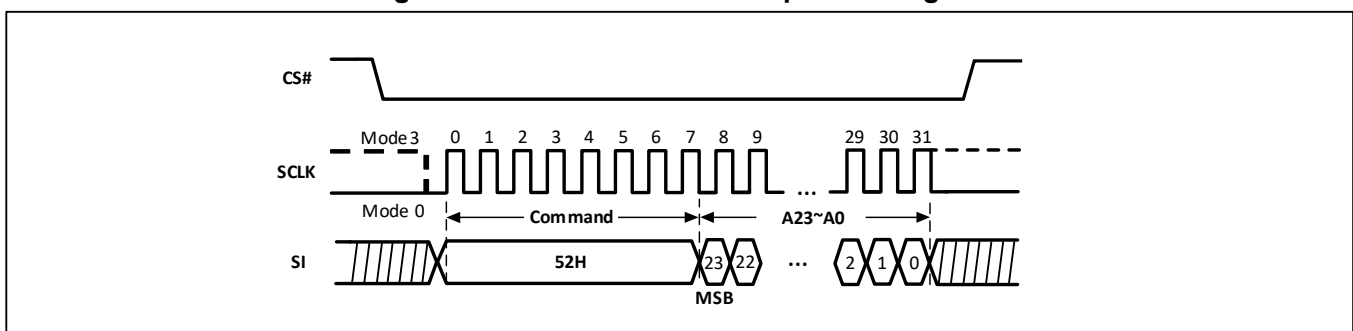 CS#
Mode 3 0 1 2 3 4 5 6 7 8 9 29 30 31
SCLK
...
Mode 0 Command A23~A0
SI 52H 23 22 ... 2 1 0
MSB